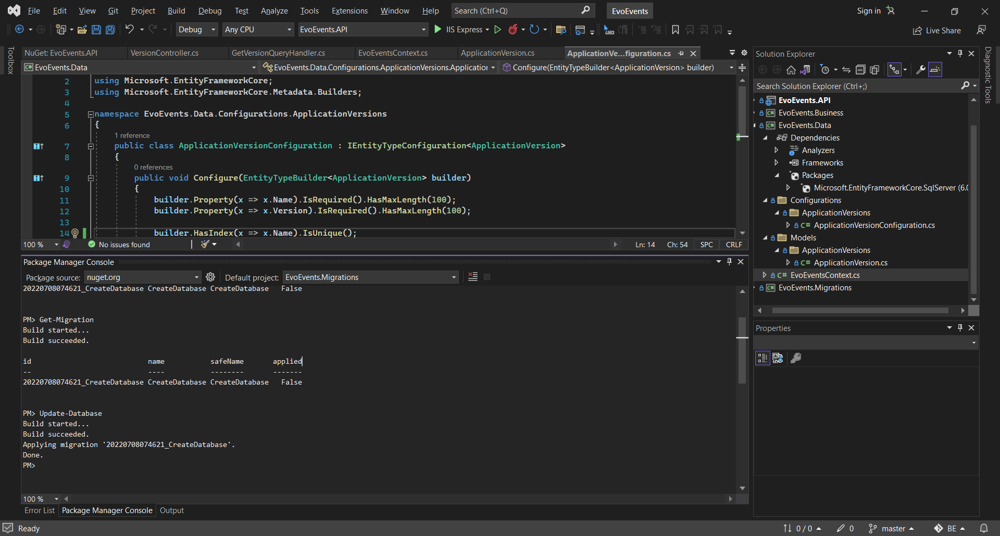 File Edit View Git Project Build Debug Test Analyze Tools Extensions Window Help Search (Ctrl+Q) EvoEvents Sign in
Debug Any CPU EvoEvents.API IIS Express Live Share
Toolbox
NuGet: EvoEvents.API VersionController.cs GetVersionQueryHandler.cs EvoEventsContext.cs ApplicationVersion.cs ApplicationVe...figuration.cs
EvoEvents.Data EvoEvents.Data.Configurations.ApplicationVersions.Application Configure(EntityTypeBuilder<ApplicationVersion> builder)
2 using Microsoft.EntityFrameworkCore;
3 using Microsoft.EntityFrameworkCore.Metadata.Builders;
4
5 namespace EvoEvents.Data.Configurations.ApplicationVersions
6 {
1 reference
7 public class ApplicationVersionConfiguration : IEntityTypeConfiguration<ApplicationVersion>
8 {
0 references
9 public void Configure(EntityTypeBuilder<ApplicationVersion> builder)
10 {
11 builder.Property(x => x.Name).IsRequired().HasMaxLength(100);
12 builder.Property(x => x.Version).IsRequired().HasMaxLength(100);
13
14 builder.HasIndex(x => x.Name).IsUnique();
100 % No issues found Ln: 14 Ch: 54 SPC CRLF
Package Manager Console
Package source: nuget.org Default project: EvoEvents.Migrations
20220708074621_CreateDatabase CreateDatabase CreateDatabase False
PM> Get-Migration
Build started...
Build succeeded.
id name safeName applied
-- ---- -------- -------
20220708074621_CreateDatabase CreateDatabase CreateDatabase False
PM> Update-Database
Build started...
Build succeeded.
Applying migration '20220708074621_CreateDatabase'.
Done.
PM>
100 %
Error List Package Manager Console Output
Solution Explorer
Search Solution Explorer (Ctrl+;)
EvoEvents.API
EvoEvents.Business
EvoEvents.Data
Dependencies
Analyzers
Frameworks
Packages
Microsoft.EntityFrameworkCore.SqlServer (6.0
Configurations
ApplicationVersions
C# ApplicationVersionConfiguration.cs
Models
ApplicationVersions
C# ApplicationVersion.cs
C# EvoEventsContext.cs
EvoEvents.Migrations
Properties
Diagnostic Tools
Ready 0 / 0 0 master BE